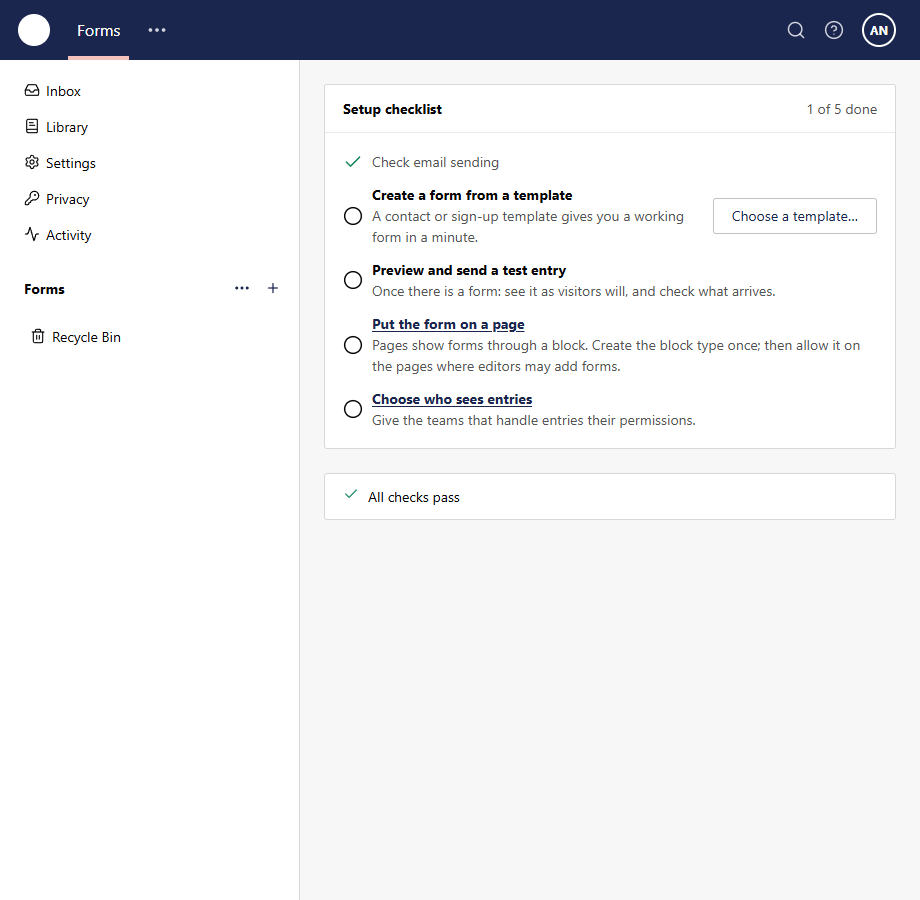 Forms
AN
Inbox
Library
Settings
Privacy
Activity
Forms
Recycle Bin
Setup checklist
1 of 5 done
Check email sending
Create a form from a template
A contact or sign-up template gives you a working
form in a minute.
Choose a template...
Preview and send a test entry
Once there is a form: see it as visitors will, and check what arrives.
Put the form on a page
Pages show forms through a block. Create the block type once; then allow it on
the pages where editors may add forms.
Choose who sees entries
Give the teams that handle entries their permissions.
All checks pass